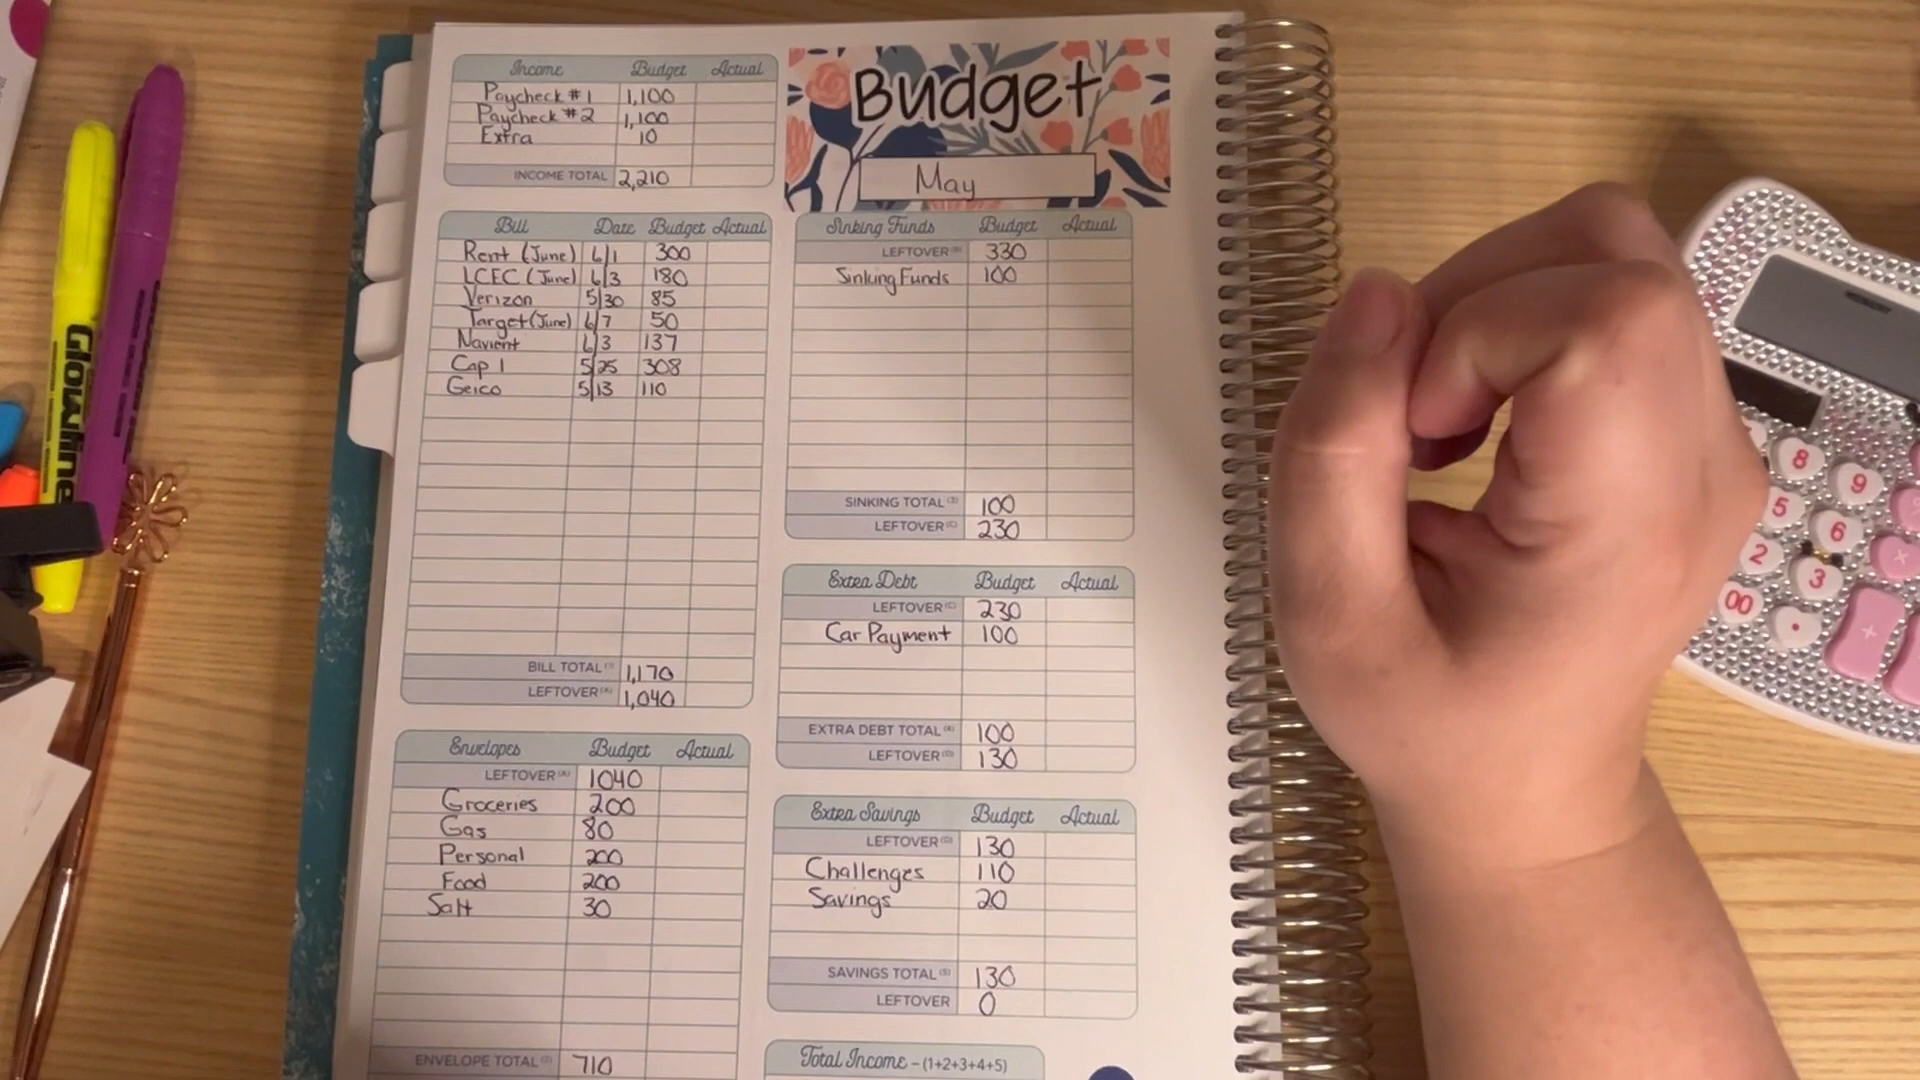 Income Budget Actual
Paycheck #1 1,100
Paycheck #2 1,100
Extra 10
INCOME TOTAL 2,210
Budget
May
Bill Date Budget Actual
Rent (June) 6/1 300
LCEC (June) 6/3 180
Verizon 5/30 85
Target (June) 6/7 50
Navient 6/3 137
Cap 1 5/25 308
Geico 5/13 110
BILL TOTAL 1,170
LEFTOVER (A) 1,040
Envelopes Budget Actual
LEFTOVER (A) 1040
Groceries 200
Gas 80
Personal 200
Food 200
Salt 30
ENVELOPE TOTAL 710
Sinking Funds Budget Actual
LEFTOVER (B) 330
Sinking Funds 100
SINKING TOTAL (3) 100
LEFTOVER (C) 230
Extra Debt Budget Actual
LEFTOVER (C) 230
Car Payment 100
EXTRA DEBT TOTAL (4) 100
LEFTOVER (D) 130
Extra Savings Budget Actual
LEFTOVER (D) 130
Challenges 110
Savings 20
SAVINGS TOTAL (5) 130
LEFTOVER 0
Total Income - (1+2+3+4+5)
Glowline
8 9
5 6
2 3 ×
00 . +